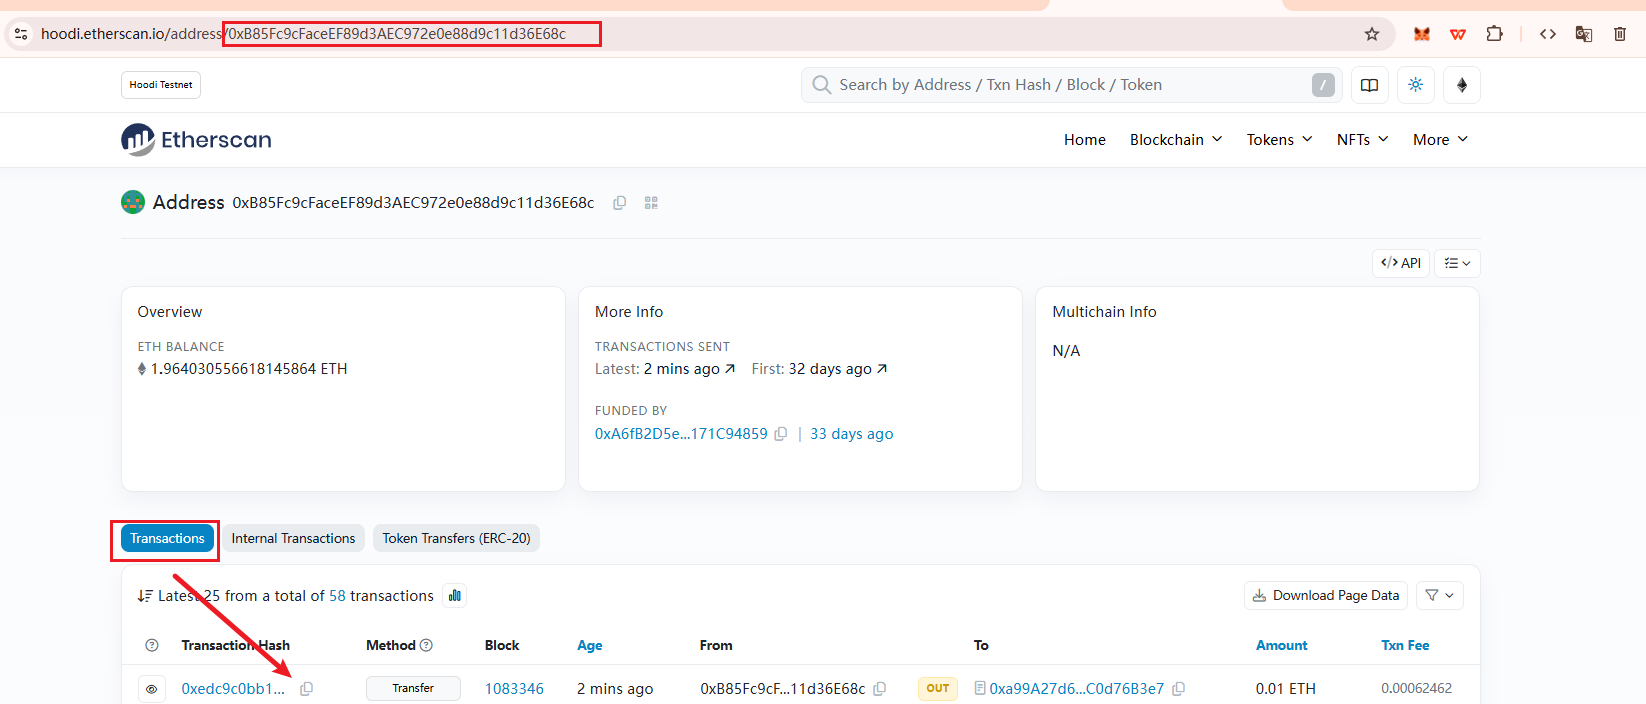 hoodi.etherscan.io/address/0xB85Fc9cFaceEF89d3AEC972e0e88d9c11d36E68c
Hoodi Testnet
Search by Address / Txn Hash / Block / Token
/
Etherscan
Home Blockchain Tokens NFTs More
Address 0xB85Fc9cFaceEF89d3AEC972e0e88d9c11d36E68c
</> API
Overview
ETH BALANCE
1.964030556618145864 ETH
More Info
TRANSACTIONS SENT
Latest: 2 mins ago First: 32 days ago
FUNDED BY
0xA6fB2D5e...171C94859 | 33 days ago
Multichain Info
N/A
Transactions Internal Transactions Token Transfers (ERC-20)
Latest 25 from a total of 58 transactions
Download Page Data
Transaction Hash Method Block Age From To Amount Txn Fee
0xedc9c0bb1... Transfer 1083346 2 mins ago 0xB85Fc9cF...11d36E68c OUT 0xa99A27d6...C0d76B3e7 0.01 ETH 0.00062462